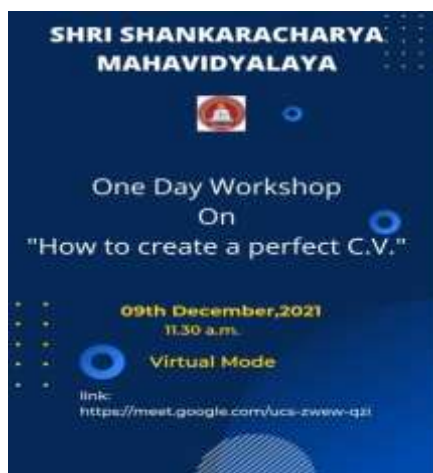 SHRI SHANKARACHARYA
MAHAVIDYALAYA
One Day Workshop
On
"How to create a perfect C.V."
09th December,2021
11.30 a.m.
Virtual Mode
link:
https://meet.google.com/ucs-zwew-qzi